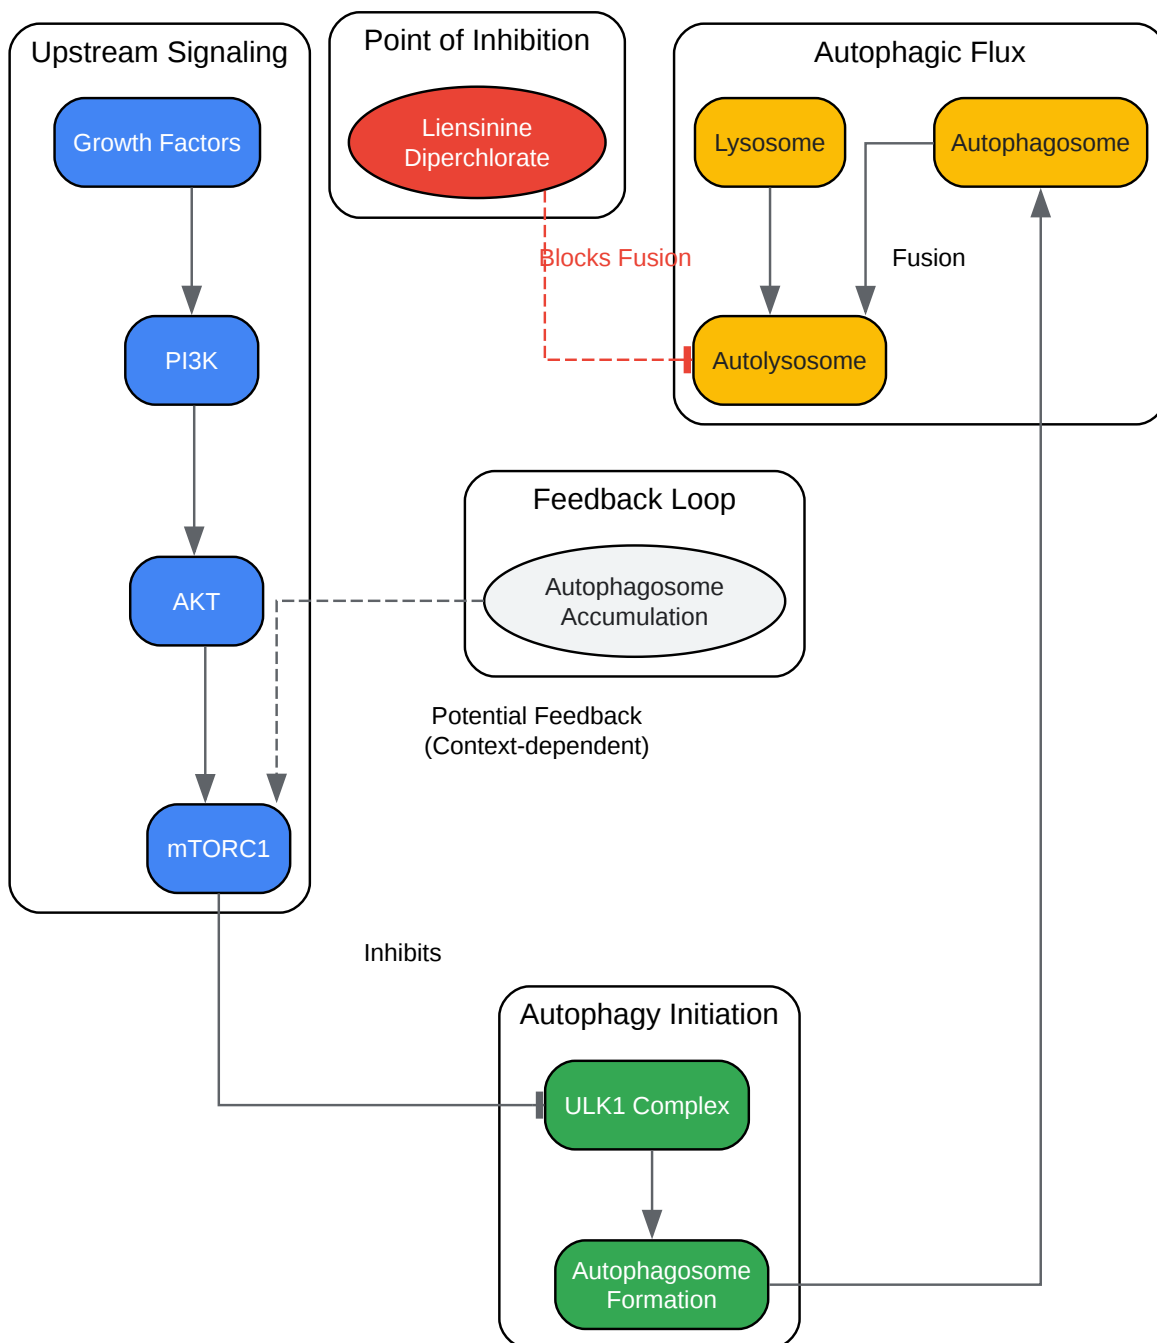 Upstream Signaling
Growth Factors
PI3K
AKT
mTORC1
Point of Inhibition
Liensinine
Diperchlorate
Blocks Fusion
Autophagic Flux
Lysosome
Autophagosome
Fusion
Autolysosome
Feedback Loop
Autophagosome
Accumulation
Potential Feedback
(Context-dependent)
Inhibits
Autophagy Initiation
ULK1 Complex
Autophagosome
Formation